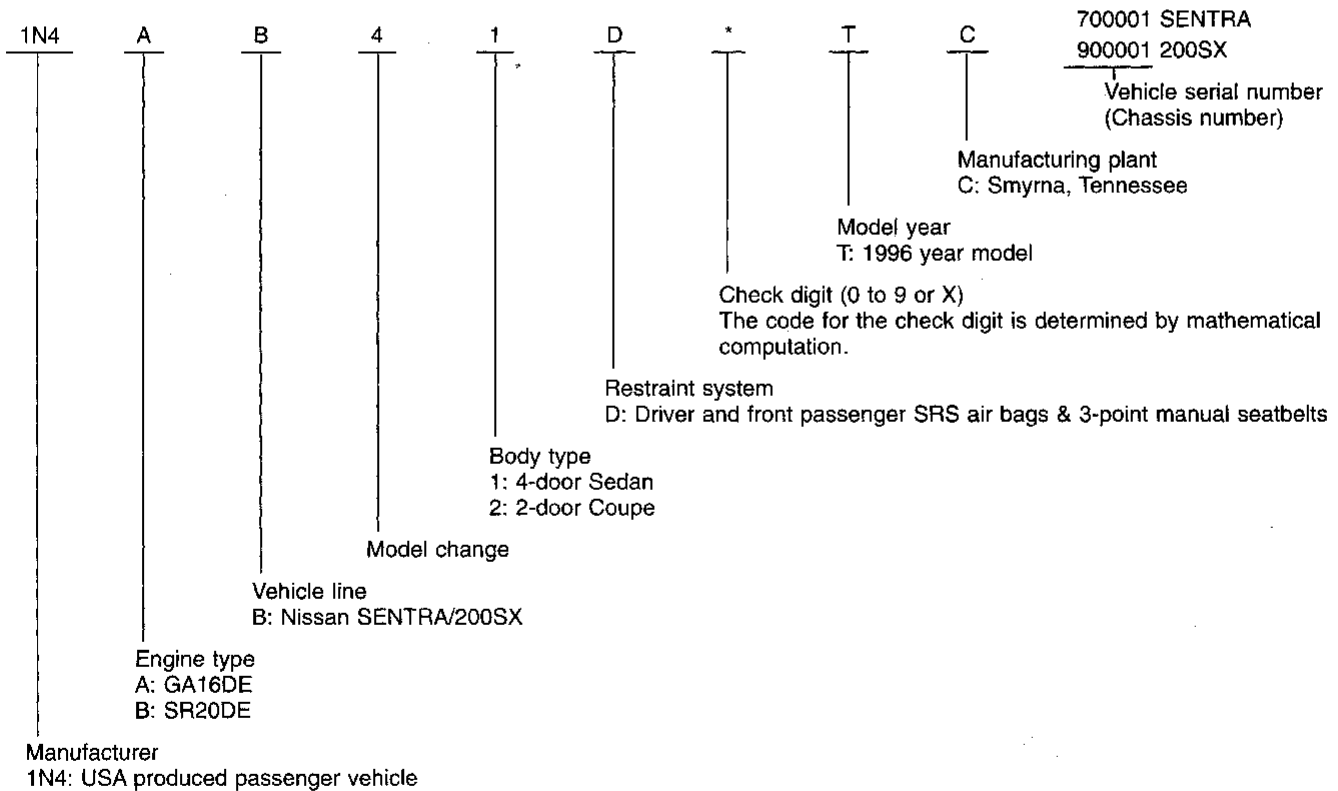 1N4 A B 4 1 D * T C 700001 SENTRA
900001 200SX
Vehicle serial number
(Chassis number)
Manufacturing plant
C: Smyrna, Tennessee
Model year
T: 1996 year model
Check digit (0 to 9 or X)
The code for the check digit is determined by mathematical
computation.
Restraint system
D: Driver and front passenger SRS air bags & 3-point manual seatbelts
Body type
1: 4-door Sedan
2: 2-door Coupe
Model change
Vehicle line
B: Nissan SENTRA/200SX
Engine type
A: GA16DE
B: SR20DE
Manufacturer
1N4: USA produced passenger vehicle